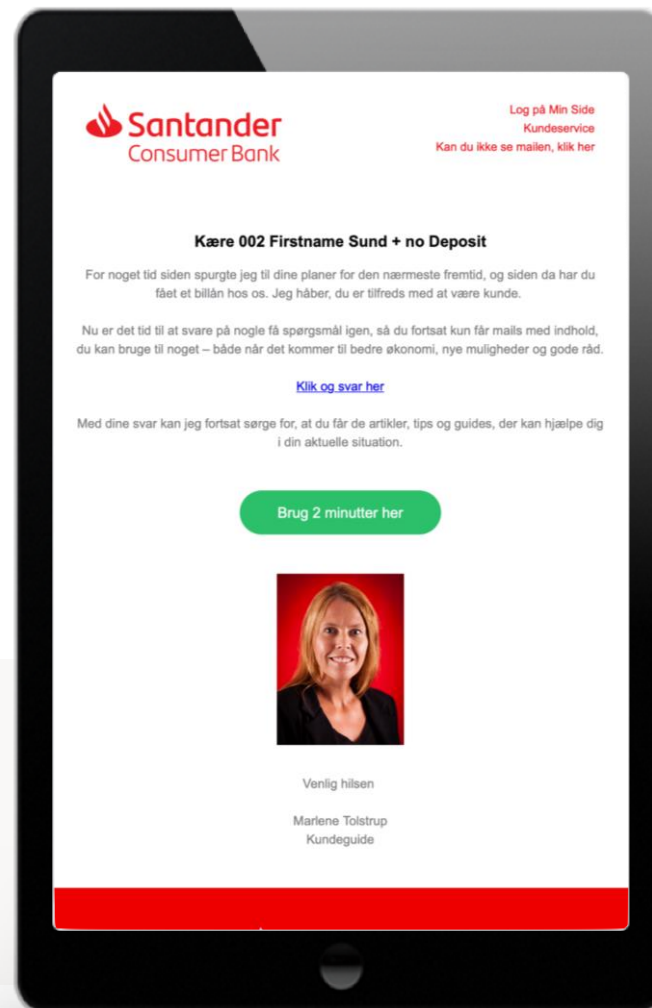 Santander
Consumer Bank
Log på Min Side
Kundeservice
Kan du ikke se mailen, klik her
Kære 002 Firstname Sund + no Deposit
For noget tid siden spurgte jeg til dine planer for den nærmeste fremtid, og siden da har du
fået et billån hos os. Jeg håber, du er tilfreds med at være kunde.
Nu er det tid til at svare på nogle få spørgsmål igen, så du fortsat kun får mails med indhold,
du kan bruge til noget – både når det kommer til bedre økonomi, nye muligheder og gode råd.
Klik og svar her
Med dine svar kan jeg fortsat sørge for, at du får de artikler, tips og guides, der kan hjælpe dig
i din aktuelle situation.
Brug 2 minutter her
Venlig hilsen
Marlene Tolstrup
Kundeguide